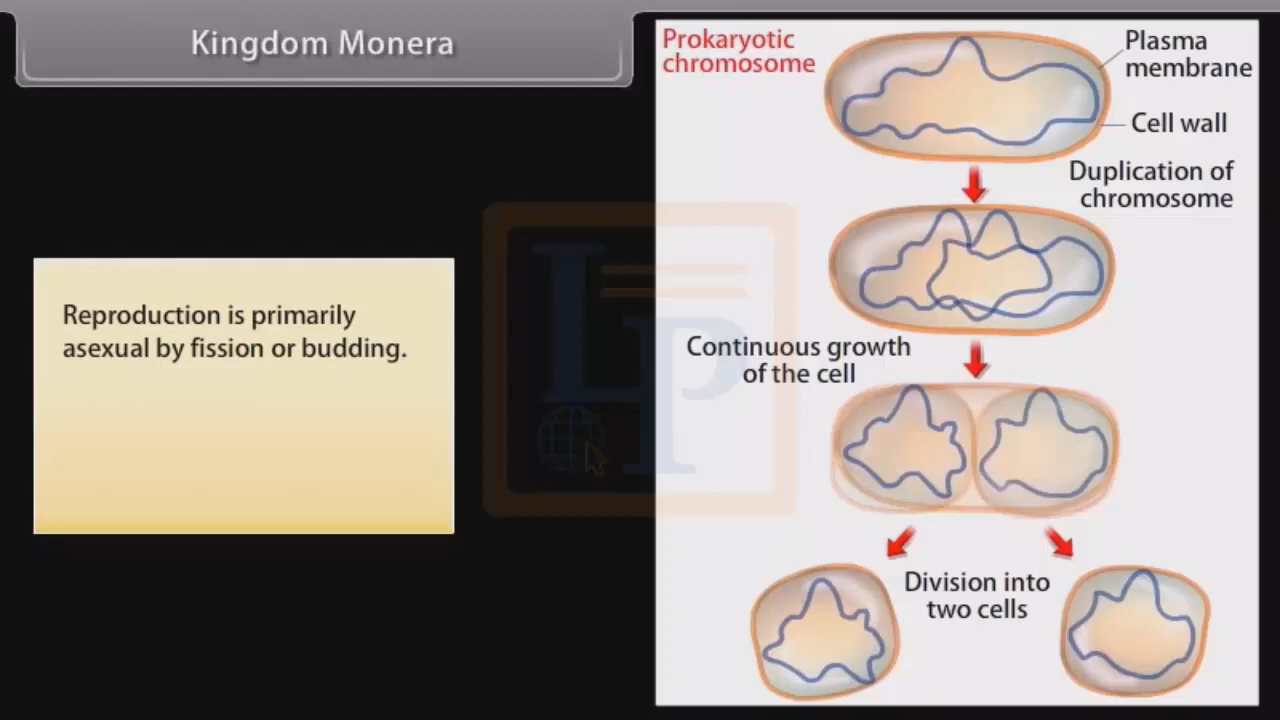 Kingdom Monera
Reproduction is primarily
asexual by fission or budding.
Prokaryotic
chromosome
Plasma
membrane
Cell wall
Duplication of
chromosome
Continuous growth
of the cell
Division into
two cells
LP